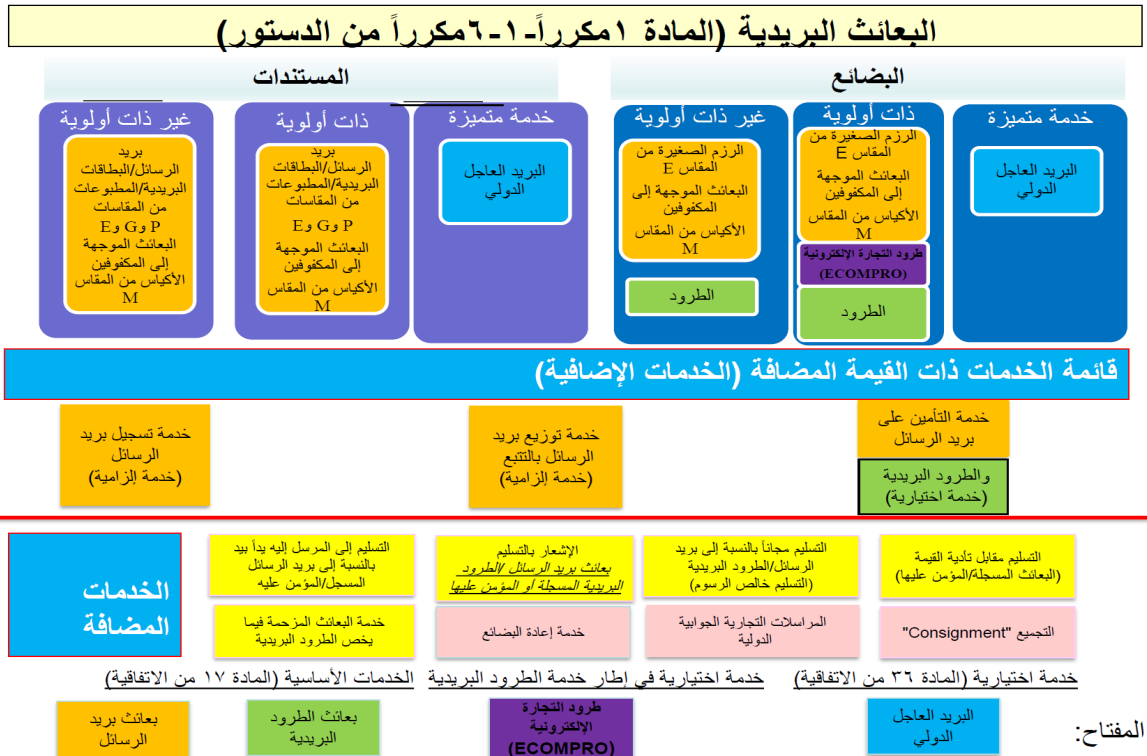 البعائث البريدية (المادة ١مكرراً-١-٦مكرراً من الدستور)
البضائع
المستندات
خدمة متميزة
البريد العاجل
الدولي
ذات أولوية
الرزم الصغيرة من
المقاس E
البعائث الموجهة
إلى المكفوفين
الأكياس من المقاس
M
طرود التجارة الإلكترونية
(ECOMPRO)
الطرود
غير ذات أولوية
الرزم الصغيرة من
المقاس E
البعائث الموجهة إلى
المكفوفين
الأكياس من المقاس
M
الطرود
خدمة متميزة
البريد العاجل
الدولي
ذات أولوية
بريد
الرسائل/البطاقات
البريدية/المطبوعات
من المقاسات
P وG وE
البعائث الموجهة
إلى المكفوفين
الأكياس من المقاس
M
غير ذات أولوية
بريد
الرسائل/البطاقات
البريدية/المطبوعات
من المقاسات
P وG وE
البعائث الموجهة
إلى المكفوفين
الأكياس من المقاس
M
قائمة الخدمات ذات القيمة المضافة (الخدمات الإضافية)
خدمة التأمين على
بريد الرسائل
والطرود البريدية
(خدمة اختيارية)
خدمة توزيع بريد
الرسائل بالتتبع
(خدمة إلزامية)
خدمة تسجيل بريد
الرسائل
(خدمة إلزامية)
التسليم مقابل تأدية القيمة
(البعائث المسجلة/المؤمن عليها)
التسليم مجاناً بالنسبة إلى بريد
الرسائل/الطرود البريدية
(التسليم خالص الرسوم)
الإشعار بالتسليم
بعائث بريد الرسائل /الطرود
البريدية المسجلة أو المؤمن عليها
التسليم إلى المرسل إليه يداً بيد
بالنسبة إلى بريد الرسائل
المسجل/المؤمن عليه
الخدمات
المضافة
التجميع "Consignment"
المراسلات التجارية الجوابية
الدولية
خدمة إعادة البضائع
خدمة البعائث المزحمة فيما
يخص الطرود البريدية
خدمة اختيارية (المادة ٣٦ من الاتفاقية)
خدمة اختيارية في إطار خدمة الطرود البريدية
الخدمات الأساسية (المادة ١٧ من الاتفاقية)
المفتاح:
البريد العاجل
الدولي
طرود التجارة
الإلكترونية
(ECOMPRO)
بعائث الطرود
البريدية
بعائث بريد
الرسائل